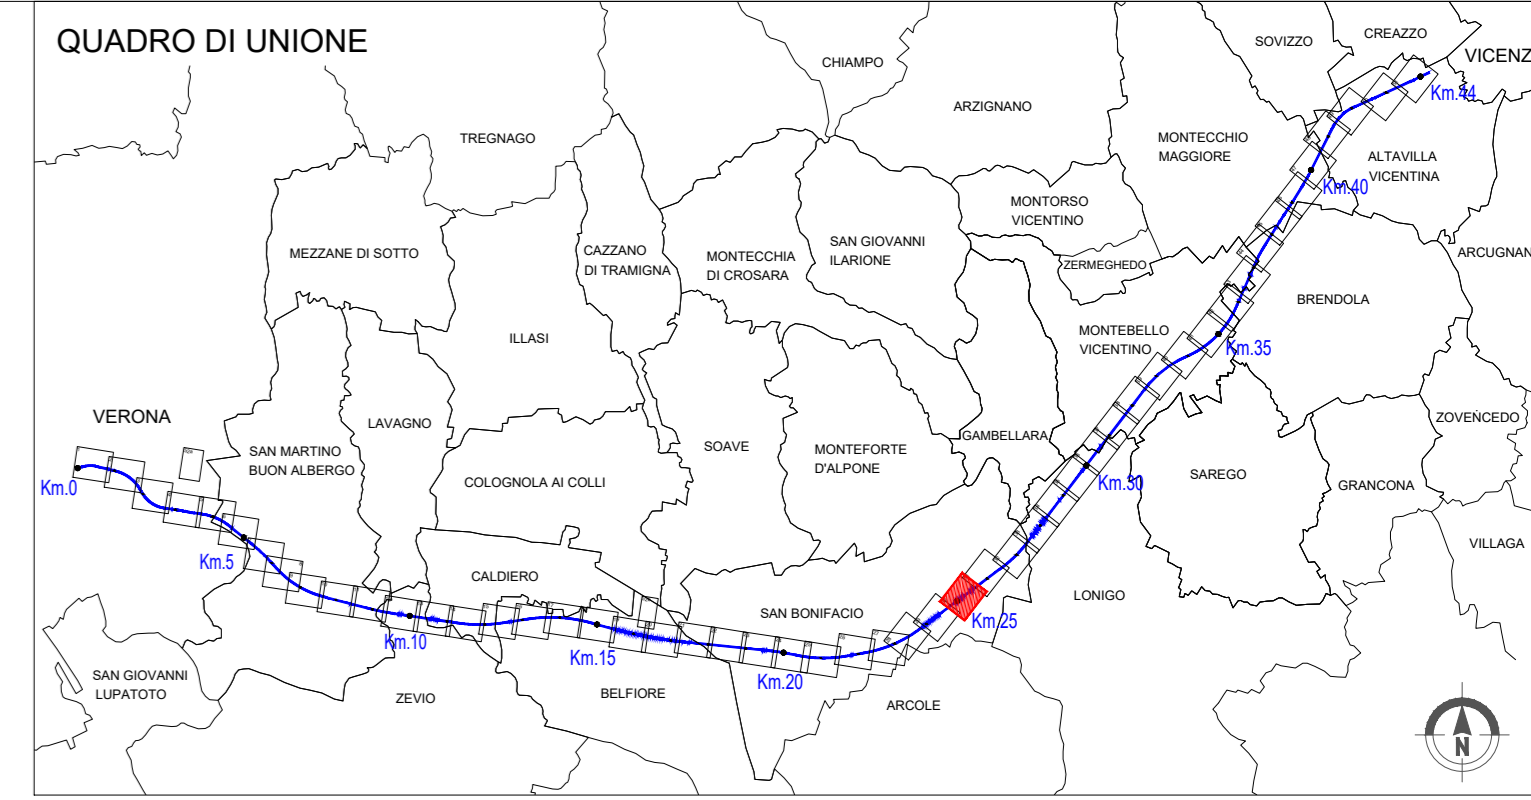 QUADRO DI UNIONE
CREAZZO
SOVIZZO
VICENZ
CHIAMPO
Km.44
ARZIGNANO
TREGNAGO
MONTECCHIO
MAGGIORE
ALTAVILLA
VICENTINA
Km.40
MONTORSO
VICENTINO
MEZZANE DI SOTTO
CAZZANO
DI TRAMIGNA
MONTECCHIA
DI CROSARA
SAN GIOVANNI
ILARIONE
ZERMEGHEDO
ARCUGNAN
BRENDOLA
ILLASI
MONTEBELLO
VICENTINO
Km.35
VERONA
LAVAGNO
SAN MARTINO
BUON ALBERGO
SOAVE
MONTEFORTE
D'ALPONE
GAMBELLARA
ZOVENCEDO
Km.0
COLOGNOLA AI COLLI
Km.30
SAREGO
GRANCONA
Km.5
VILLAGA
CALDIERO
SAN BONIFACIO
LONIGO
Km.25
Km.10
Km.15
Km.20
SAN GIOVANNI
LUPATOTO
ZEVIO
BELFIORE
ARCOLE
N